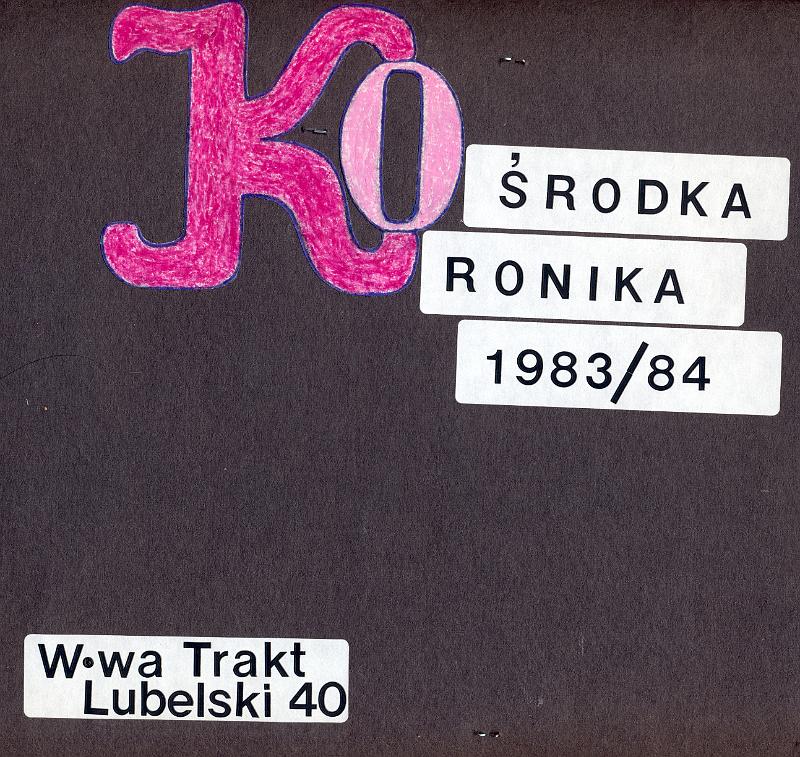 Ko
ŚRODKA
RONIKA
1983/84
W•wa Trakt
Lubelski 40